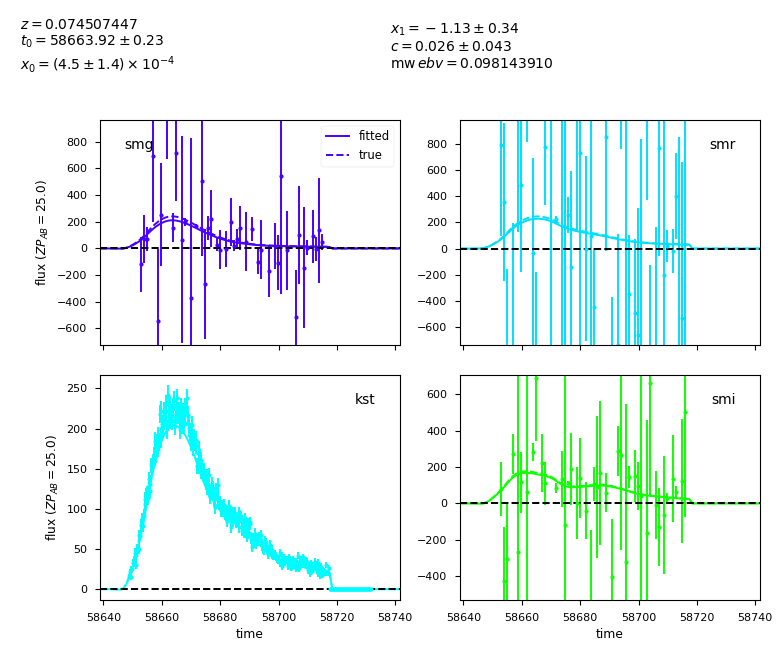 z = 0.074507447
t₀ = 58663.92 ± 0.23
x₀ = (4.5 ± 1.4) × 10⁻⁴
x₁ = −1.13 ± 0.34
c = 0.026 ± 0.043
mw ebv = 0.098143910
smg
fitted
true
800
600
400
200
0
−200
−400
−600
flux (ZP_AB = 25.0)
smr
800
600
400
200
0
−200
−400
−600
kst
250
200
150
100
50
0
flux (ZP_AB = 25.0)
58640 58660 58680 58700 58720 58740
time
smi
600
400
200
0
−200
−400
58640 58660 58680 58700 58720 58740
time